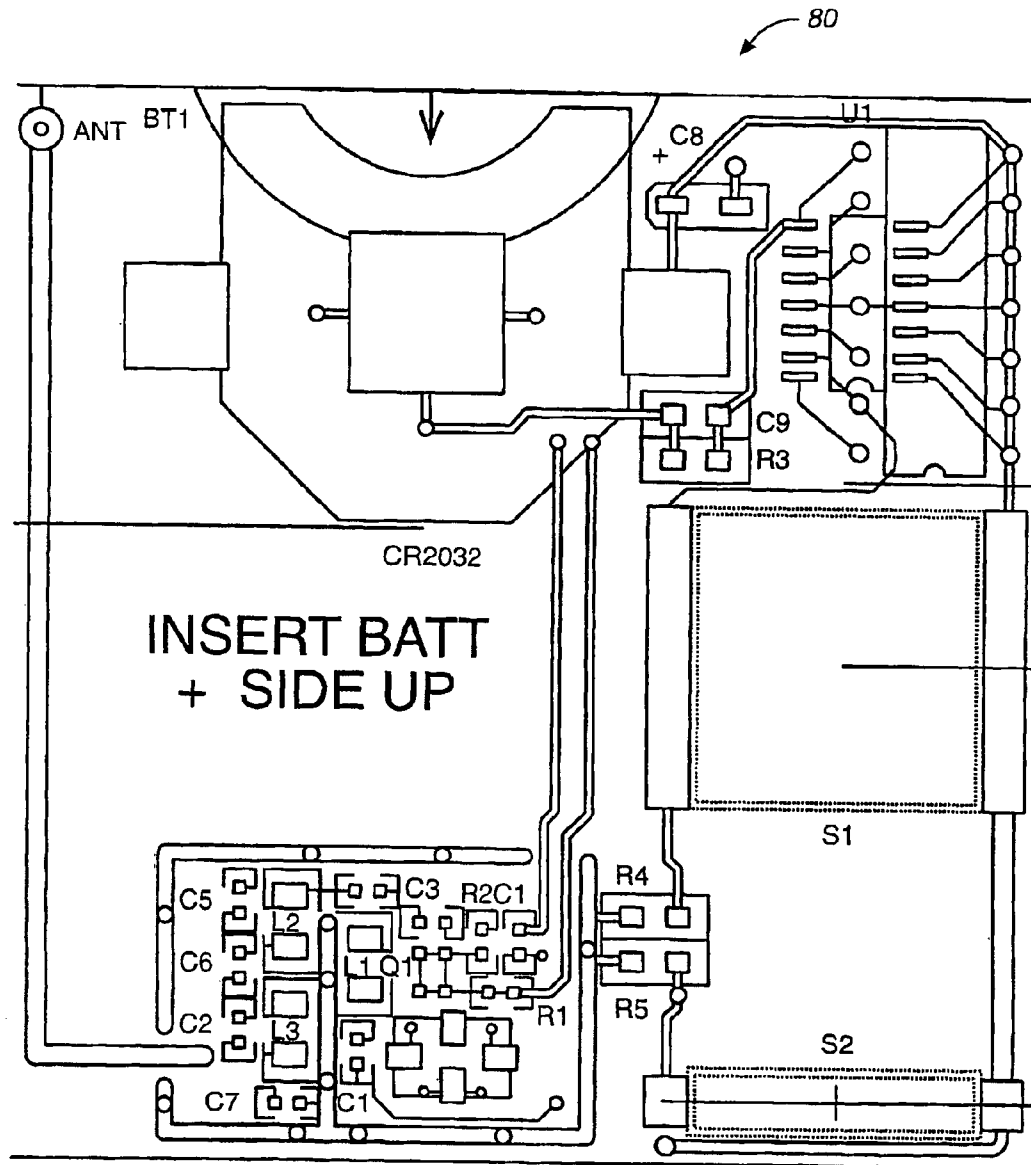 80
ANT
BT1
U1
+
C8
C9
R3
CR2032
INSERT BATT
+ SIDE UP
S1
R4
C5
C3
R2C1
L2
C6
L1 Q1
R1
R5
C2
L3
S2
C7
C1